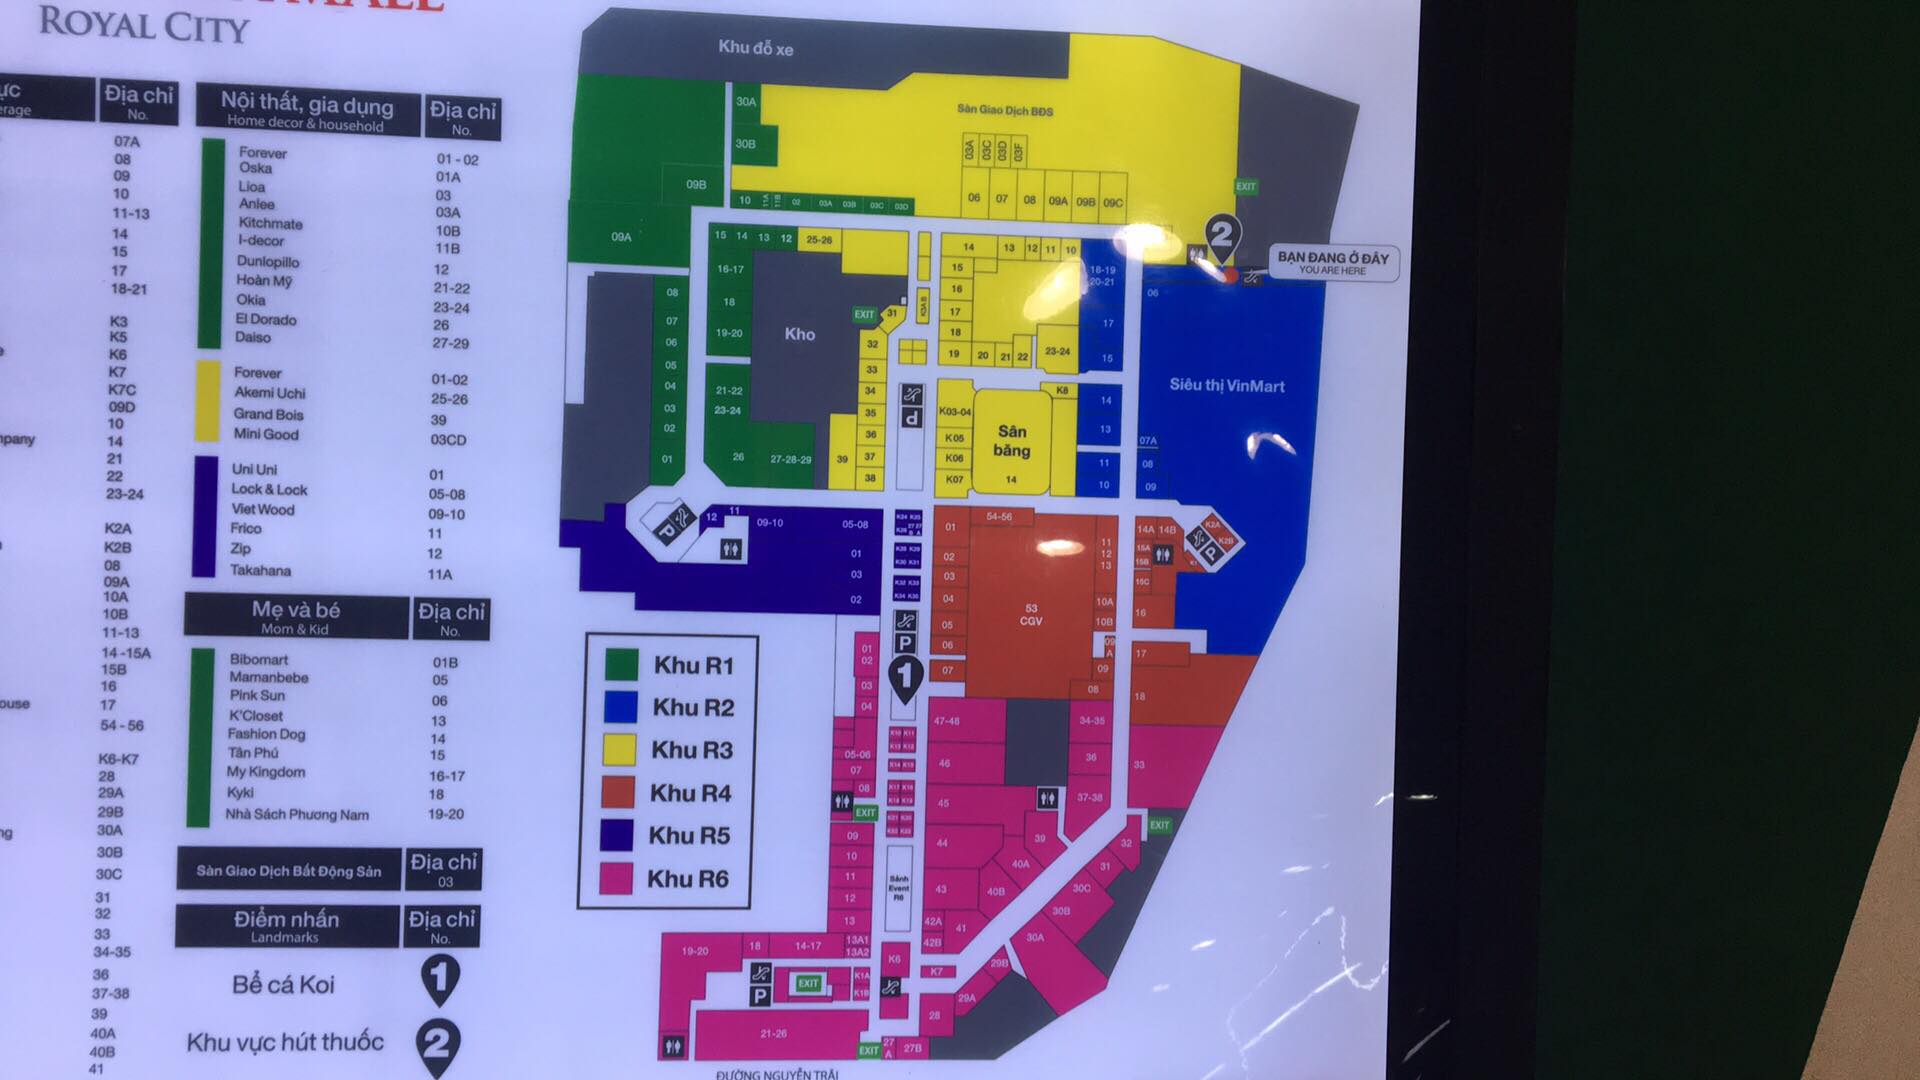 ROYAL CITY
Địa chỉ
No.
07A
08
09
10
11-13
14
15
17
18-21
K3
K5
K6
K7
K7C
09D
10
14
21
22
23-24
K2A
K2B
08
09A
10A
10B
11-13
14 -15A
15B
16
17
54 - 56
K6-K7
28
29A
29B
30A
30B
30C
31
32
33
34-35
36
37-38
39
40A
40B
41
Nội thất, gia dụng Địa chỉ
Home decor & household No.
Forever 01 - 02
Oska 01A
Lioa 03
Anlee 03A
Kitchmate 10B
I-decor 11B
Dunlopillo 12
Hoàn Mỹ 21-22
Okia 23-24
El Dorado 26
Daiso 27-29
Forever 01-02
Akemi Uchi 25-26
Grand Bois 39
Mini Good 03CD
Uni Uni 01
Lock & Lock 05-08
Viet Wood 09-10
Frico 11
Zip 12
Takahana 11A
Mẹ và bé Địa chỉ
Mom & Kid No.
Bibomart 01B
Mamanbebe 05
Pink Sun 06
K'Closet 13
Fashion Dog 14
Tân Phú 15
My Kingdom 16-17
Kyki 18
Nhà Sách Phương Nam 19-20
Sàn Giao Dịch Bất Động Sản Địa chỉ
03
Điểm nhấn Địa chỉ
Landmarks No.
Bể cá Koi 1
Khu vực hút thuốc 2
Khu đỗ xe
Sàn Giao Dịch BĐS
30A
30B
03A 03C 03D 03F
09B
06 07 08 09A 09B 09C
10 11A 11B 02 03A 03B 03C 03D
EXIT
2
BẠN ĐANG Ở ĐÂY
YOU ARE HERE
09A
15 14 13 12 25-26
14 13 12 11 10
16-17
15
18-19
20-21
06
08
18
16
K3AB
EXIT
31
17
17
07
19-20
Kho
18
06
32
19 20 21 22 23-24
15
05
33
Siêu thị VinMart
04
21-22
34
K8
14
03
23-24
35
K03-04
Sân
băng
13
02
36
K05
07A
01
26
27-28-29
39
37
K06
11
08
38
K07
14
10
09
12 11 09-10 05-08
01
54-56
14A 14B
K2A
K2B
01
02
11
12
13
15A
15B
03
03
15C
02
04
53
CGV
10A
16
05
10B
06
09
A
17
07
09
18
08
P
1
Khu R1
Khu R2
Khu R3
Khu R4
Khu R5
Khu R6
01
02
03
04
47-48
34-35
05-06
46
36
33
07
08
45
37-38
EXIT
EXIT
09
44
39
32
10
40A
31
11
Sảnh
Event
R6
43
40B
30C
12
30B
13
42A
41
30A
19-20 18 14-17 13A1
13A2
42B
K6
K7
29B
EXIT
K1A
K1B
29A
P
28
21-26
EXIT
27
A
27B
ĐƯỜNG NGUYỄN TRÃI